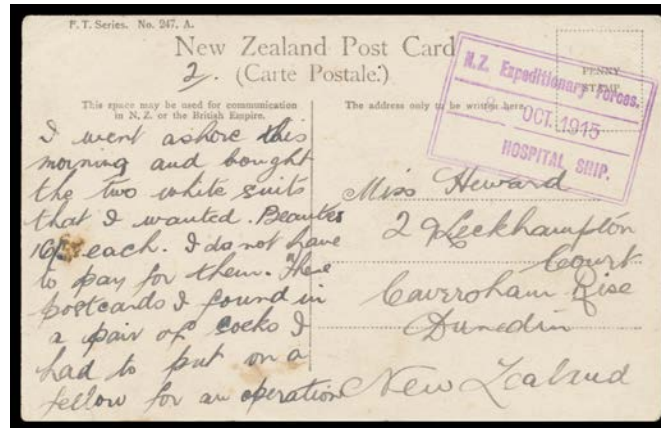 F. T. Series. No. 247. A.
New Zealand Post Card
2. (Carte Postale.)
This space may be used for communication
in N. Z. or the British Empire.
The address only to be written here.
PENNY
STAMP
N.Z. Expeditionary Forces.
OCT. 1915
HOSPITAL SHIP.
I went ashore this
morning and bought
the two white suits
that I wanted. Beauties
16/- each. I do not have
to pay for them. These
postcards I found in
a pair of socks I
had to put on a
fellow for an operation
Miss Heward
2 Leckhampton
Court
Caversham Rise
Dunedin
New Zealand